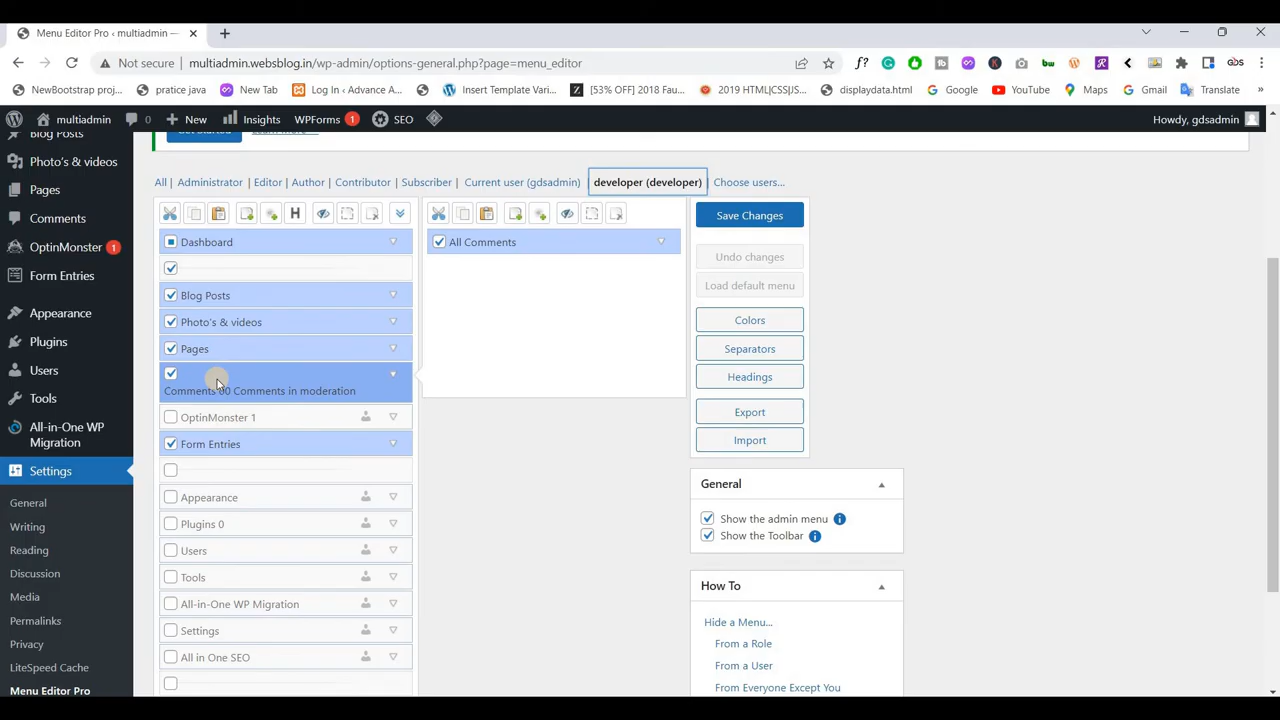 Menu Editor Pro ‹ multiadmin —
Not secure
multiadmin.websblog.in/wp-admin/options-general.php?page=menu_editor
NewBootstrap proj...
pratice java
New Tab
Log In ‹ Advance A...
Insert Template Vari...
[53% OFF] 2018 Fau...
2019 HTML|CSS|JS...
displaydata.html
Google
YouTube
Maps
Gmail
Translate
»
multiadmin
0
New
Insights
WPForms 1
SEO
Howdy, gdsadmin
Blog Posts
Photo's & videos
Pages
Comments
OptinMonster 1
Form Entries
Appearance
Plugins
Users
Tools
All-in-One WP
Migration
Settings
General
Writing
Reading
Discussion
Media
Permalinks
Privacy
LiteSpeed Cache
Menu Editor Pro
All | Administrator | Editor | Author | Contributor | Subscriber | Current user (gdsadmin) | developer (developer) | Choose users...
H
Dashboard
Blog Posts
Photo's & videos
Pages
Comments 00 Comments in moderation
OptinMonster 1
Form Entries
Appearance
Plugins 0
Users
Tools
All-in-One WP Migration
Settings
All in One SEO
All Comments
Save Changes
Undo changes
Load default menu
Colors
Separators
Headings
Export
Import
General
Show the admin menu
Show the Toolbar
How To
Hide a Menu...
From a Role
From a User
From Everyone Except You